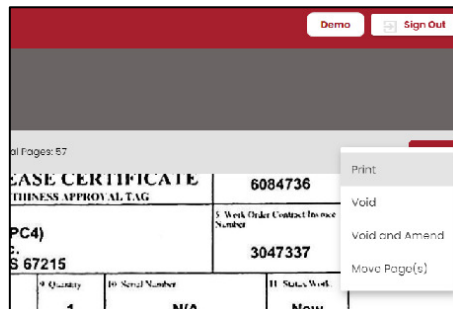 Demo
Sign Out
al Pages: 57
Print
Void
Void and Amend
Move Page(s)
EASE CERTIFICATE
THINESS APPROVAL TAG
6084736
5 Work Order Contract Invoice
Number
3047337
PC4)
C.
S 67215
9 Quantity
10 Serial Number
11 Status Work
1
N/A
New